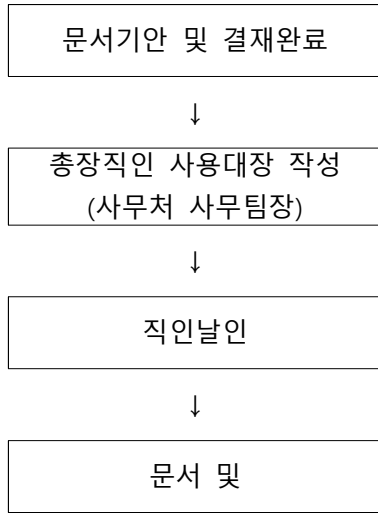 문서기안 및 결재완료
↓
총장직인 사용대장 작성
(사무처 사무팀장)
↓
직인날인
↓
문서 및